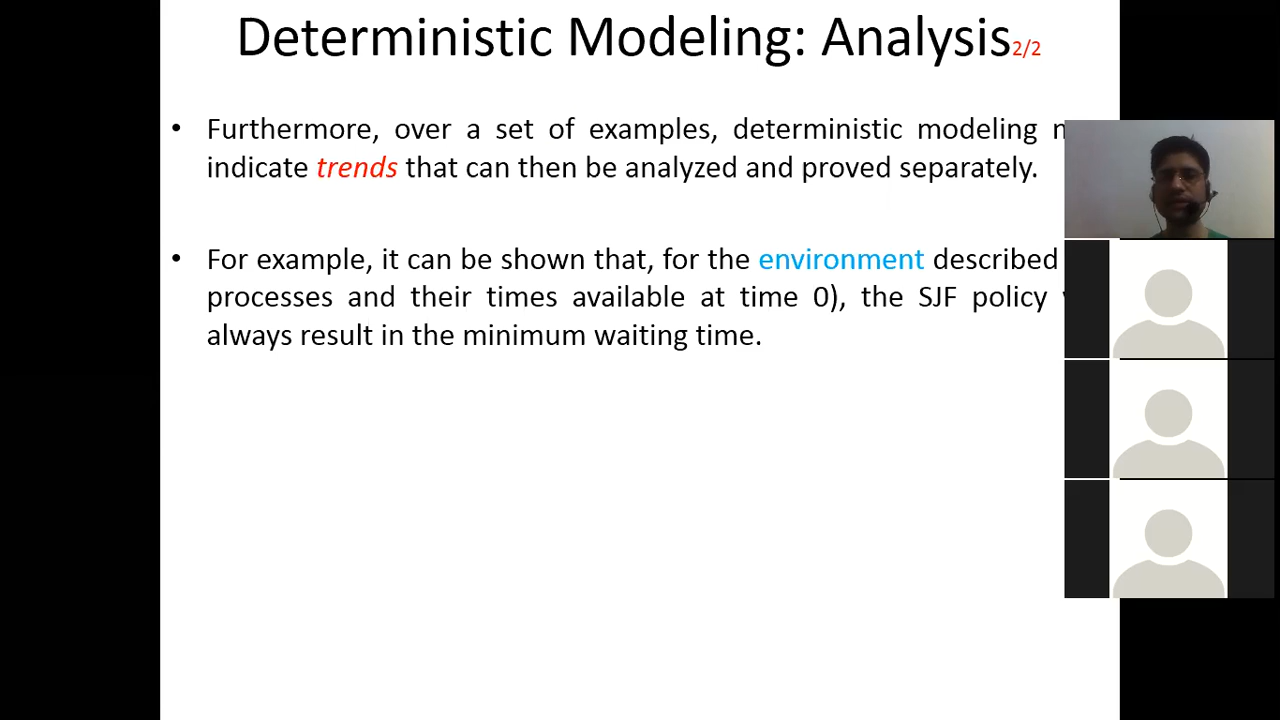 Deterministic Modeling: Analysis2/2
• Furthermore, over a set of examples, deterministic modeling
indicate trends that can then be analyzed and proved separately.
• For example, it can be shown that, for the environment described
processes and their times available at time 0), the SJF policy
always result in the minimum waiting time.